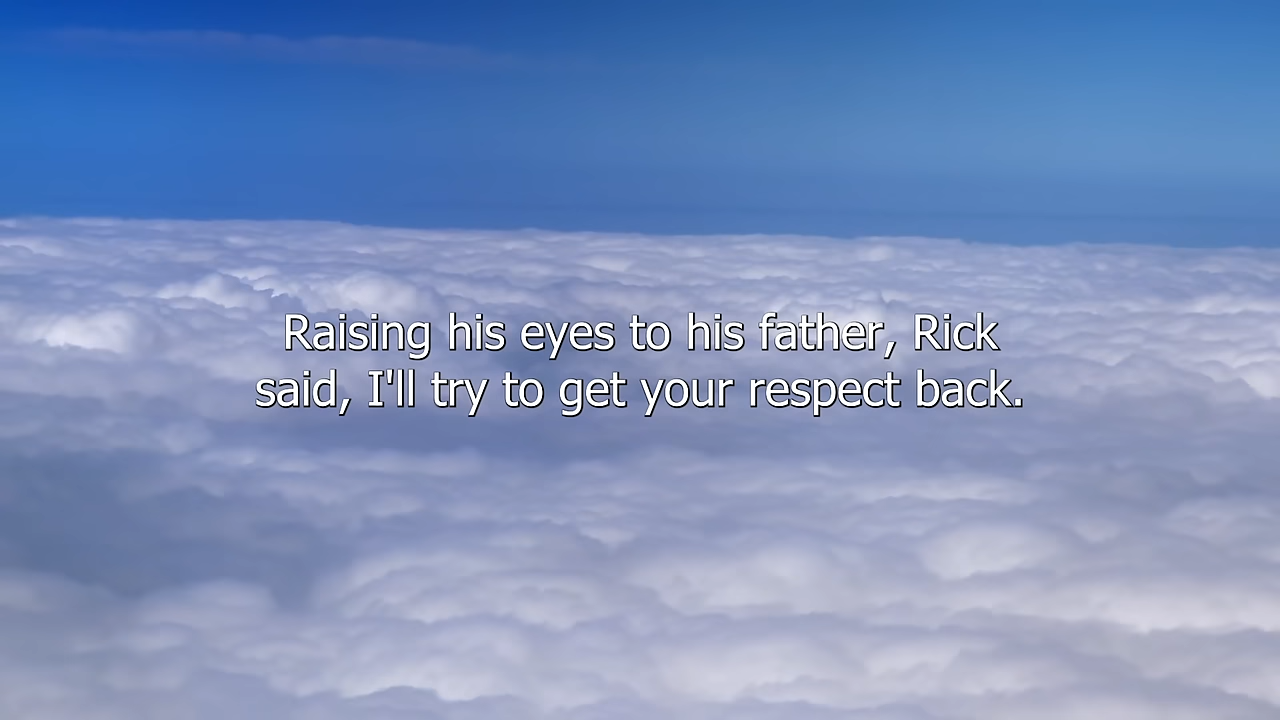 Raising his eyes to his father, Rick
said, I'll try to get your respect back.